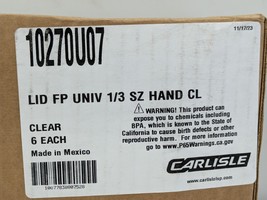 11/17/23
10270U07
LID FP UNIV 1/3 SZ HAND CL
CLEAR
6 EACH
Made in Mexico
WARNING! This product can
expose you to chemicals including
BPA, which is known to the State of
California to cause birth defects or other
reproductive harm. For more information,
go to www.P65Warnings.ca.gov
CARLISLE
www.carlislefsp.com